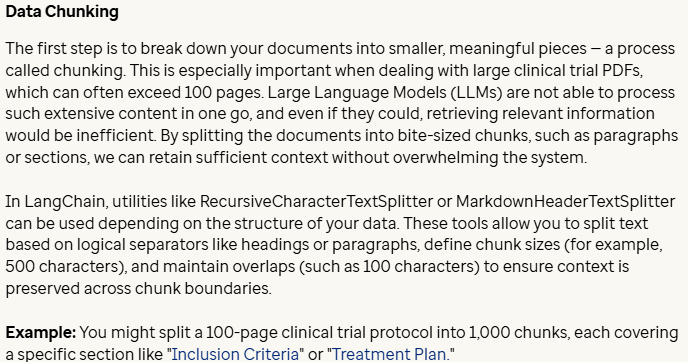 Data Chunking
The first step is to break down your documents into smaller, meaningful pieces – a process
called chunking. This is especially important when dealing with large clinical trial PDFs,
which can often exceed 100 pages. Large Language Models (LLMs) are not able to process
such extensive content in one go, and even if they could, retrieving relevant information
would be inefficient. By splitting the documents into bite-sized chunks, such as paragraphs
or sections, we can retain sufficient context without overwhelming the system.
In LangChain, utilities like RecursiveCharacterTextSplitter or MarkdownHeaderTextSplitter
can be used depending on the structure of your data. These tools allow you to split text
based on logical separators like headings or paragraphs, define chunk sizes (for example,
500 characters), and maintain overlaps (such as 100 characters) to ensure context is
preserved across chunk boundaries.
Example: You might split a 100-page clinical trial protocol into 1,000 chunks, each covering
a specific section like "Inclusion Criteria" or "Treatment Plan."